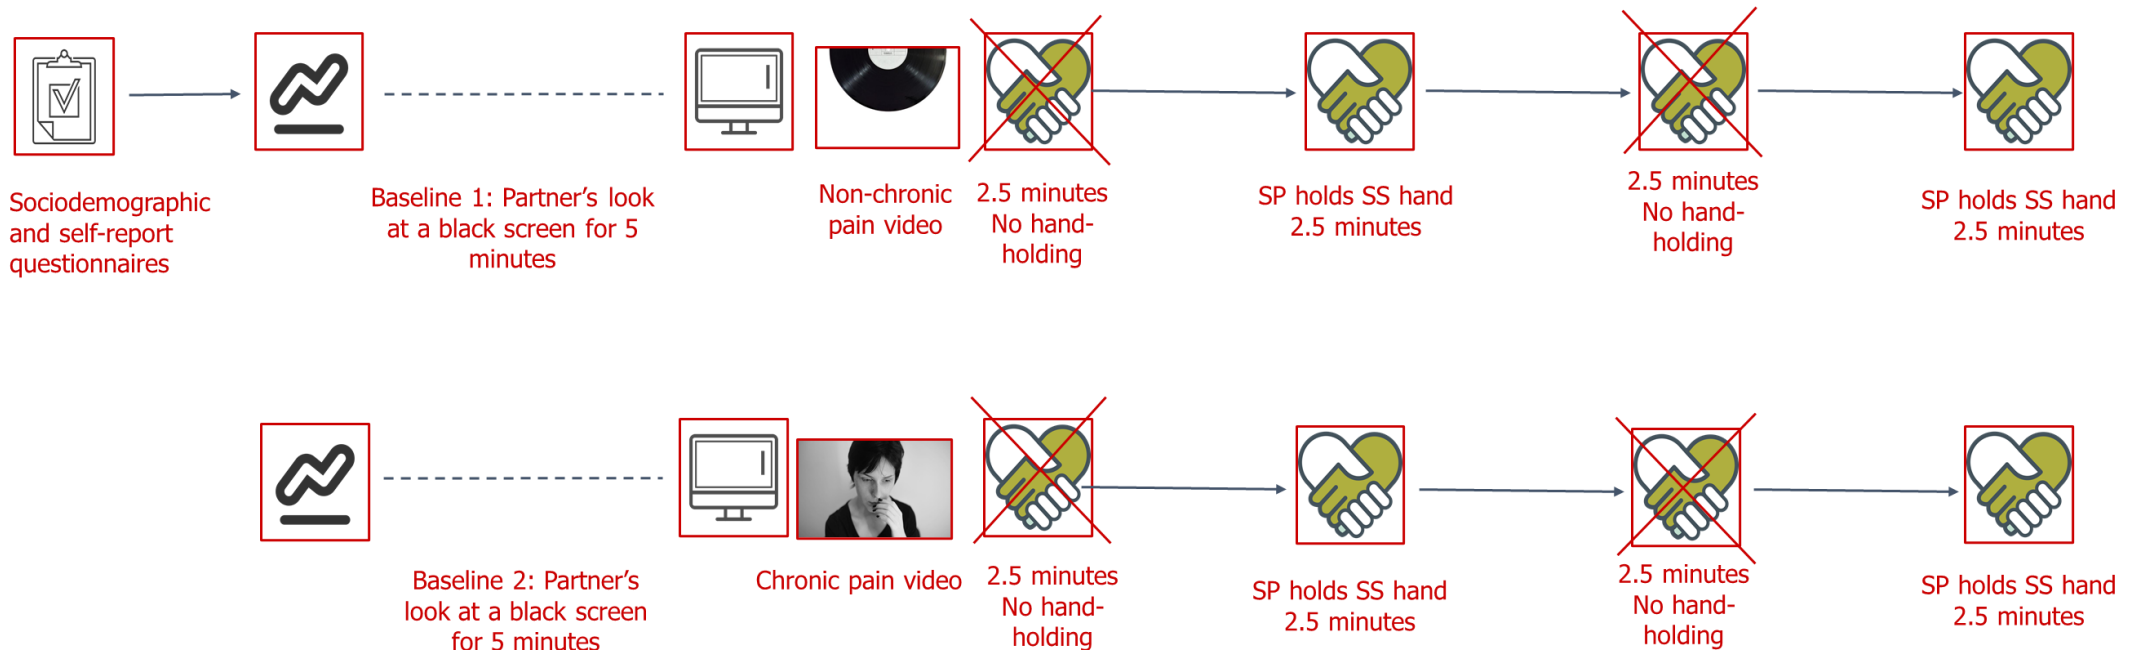 Sociodemographic
and self-report
questionnaires
Baseline 1: Partner's look
at a black screen for 5
minutes
Non-chronic
pain video
2.5 minutes
No hand-
holding
SP holds SS hand
2.5 minutes
2.5 minutes
No hand-
holding
SP holds SS hand
2.5 minutes
Baseline 2: Partner's
look at a black screen
for 5 minutes
Chronic pain video
2.5 minutes
No hand-
holding
SP holds SS hand
2.5 minutes
2.5 minutes
No hand-
holding
SP holds SS hand
2.5 minutes